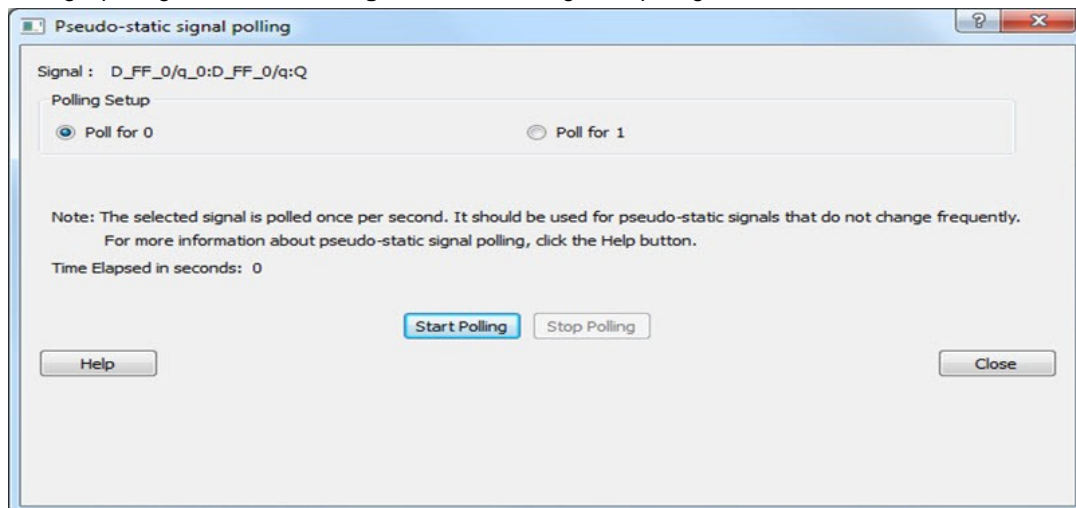 Pseudo-static signal polling
Signal : D_FF_0/q_0:D_FF_0/q:Q
Polling Setup
Poll for 0 Poll for 1
Note: The selected signal is polled once per second. It should be used for pseudo-static signals that do not change frequently.
For more information about pseudo-static signal polling, click the Help button.
Time Elapsed in seconds: 0
Start Polling Stop Polling
Help Close